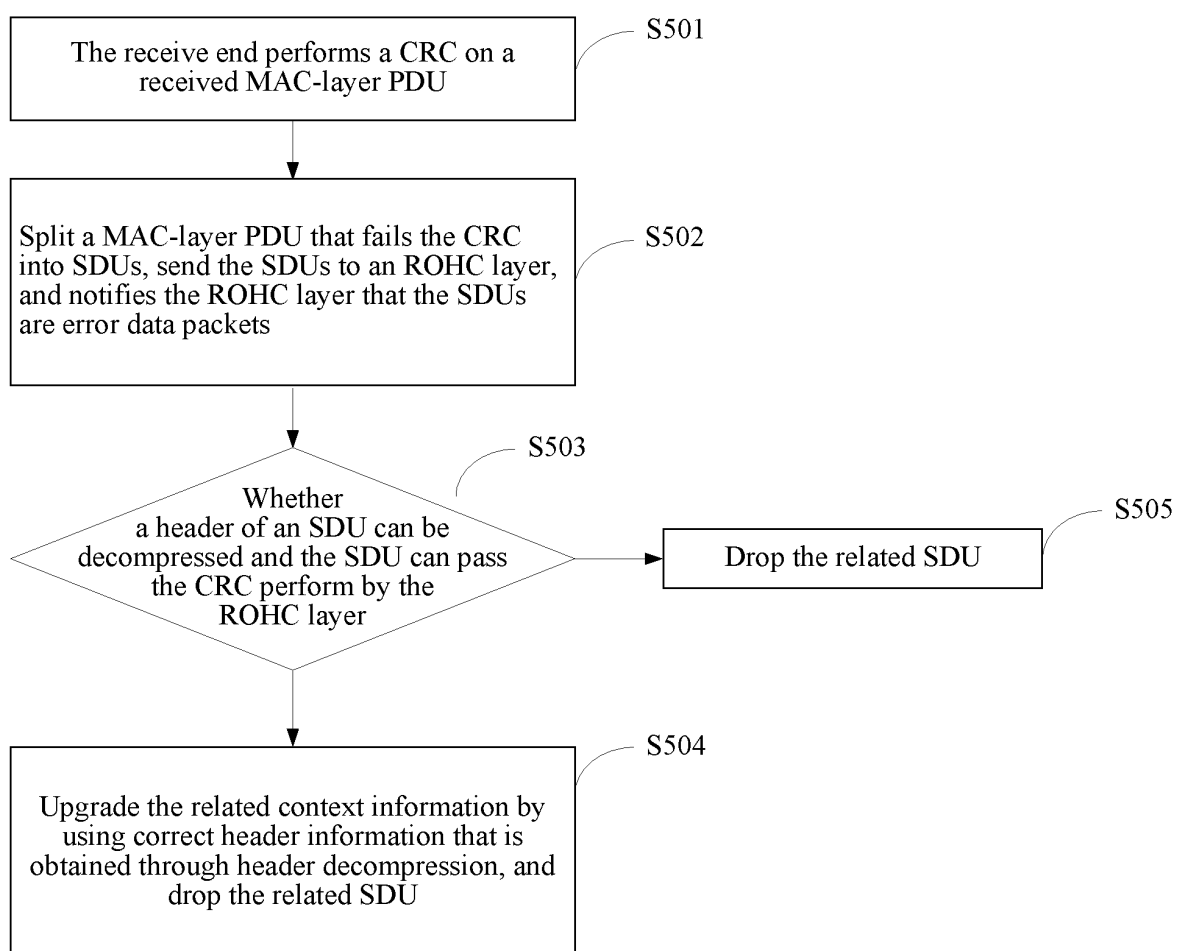 The receive end performs a CRC on a
received MAC-layer PDU
S501
Split a MAC-layer PDU that fails the CRC
into SDUs, send the SDUs to an ROHC layer,
and notifies the ROHC layer that the SDUs
are error data packets
S502
Whether
a header of an SDU can be
decompressed and the SDU can pass
the CRC perform by the
ROHC layer
S503
Drop the related SDU
S505
Upgrade the related context information by
using correct header information that is
obtained through header decompression, and
drop the related SDU
S504